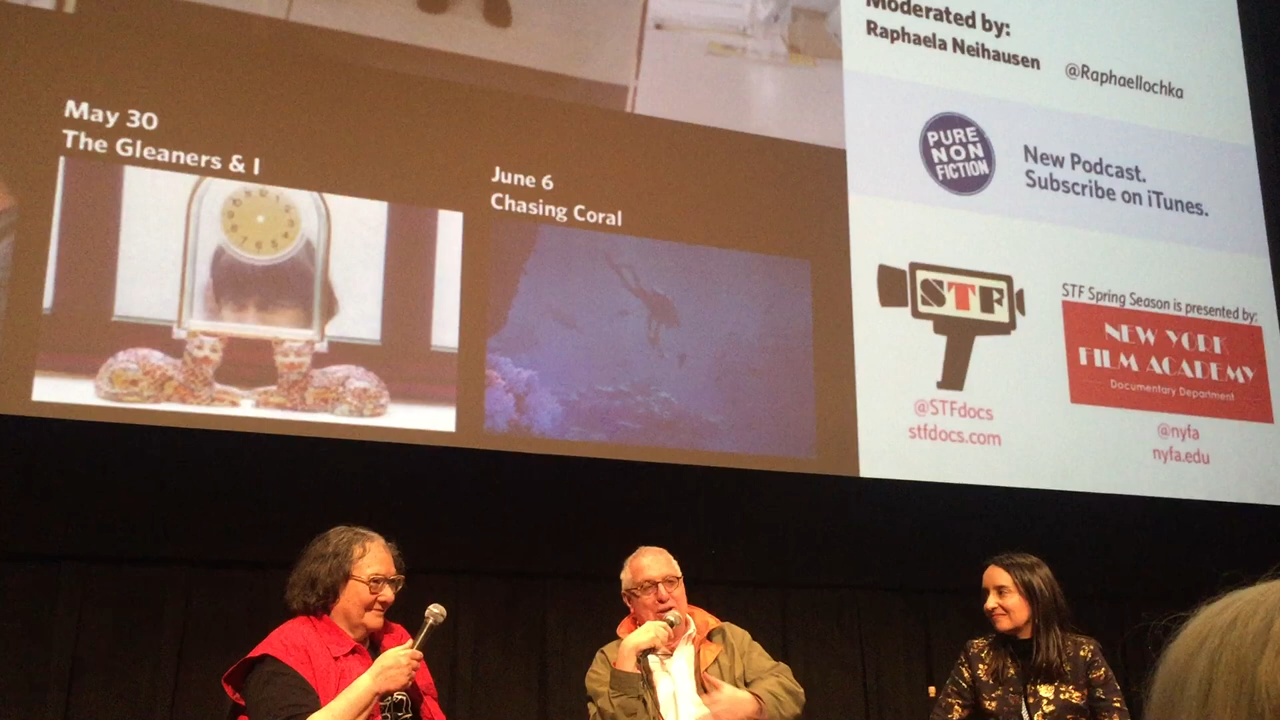 Moderated by:
Raphaela Neihausen @Raphaellochka
May 30
The Gleaners & I
June 6
Chasing Coral
PURE
NON
FICTION
New Podcast.
Subscribe on iTunes.
STF
@STFdocs
stfdocs.com
STF Spring Season is presented by:
NEW YORK
FILM ACADEMY
Documentary Department
@nyfa
nyfa.edu